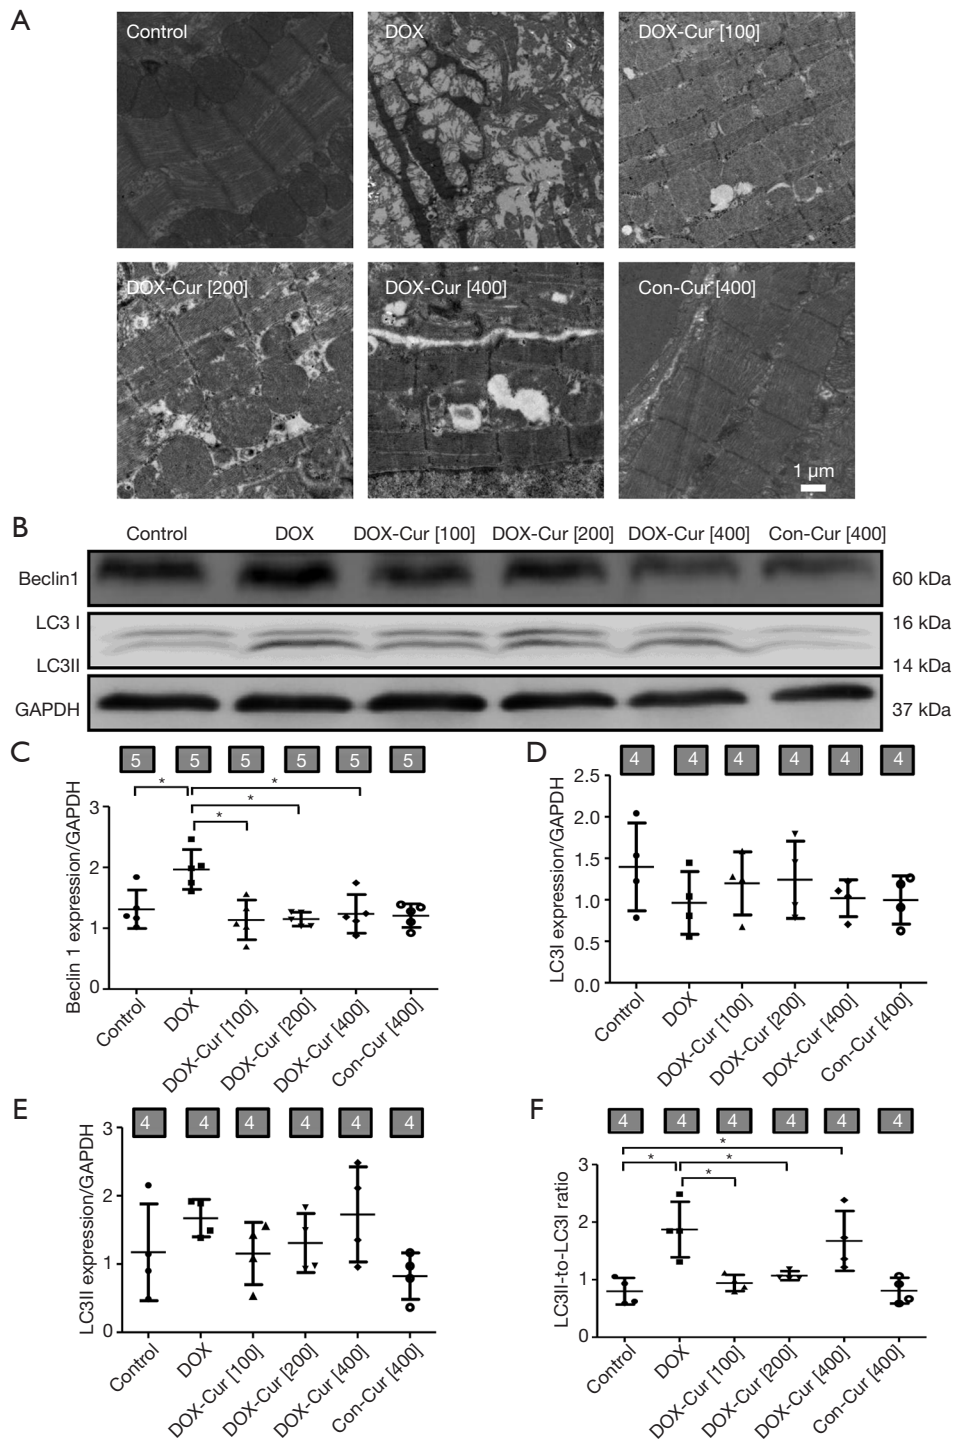 A
Control
DOX
DOX-Cur [100]
DOX-Cur [200]
DOX-Cur [400]
Con-Cur [400]
1 µm
B
Control DOX DOX-Cur [100] DOX-Cur [200] DOX-Cur [400] Con-Cur [400]
Beclin1 60 kDa
LC3 I 16 kDa
LC3II 14 kDa
GAPDH 37 kDa
C
5 5 5 5 5 5
* * * *
Beclin 1 expression/GAPDH
3
2
1
0
Control DOX DOX-Cur [100] DOX-Cur [200] DOX-Cur [400] Con-Cur [400]
D
4 4 4 4 4 4
LC3I expression/GAPDH
2.5
2.0
1.5
1.0
0.5
0.0
Control DOX DOX-Cur [100] DOX-Cur [200] DOX-Cur [400] Con-Cur [400]
E
4 4 4 4 4 4
LC3II expression/GAPDH
3
2
1
0
Control DOX DOX-Cur [100] DOX-Cur [200] DOX-Cur [400] Con-Cur [400]
F
4 4 4 4 4 4
* * * *
LC3II-to-LC3I ratio
3
2
1
0
Control DOX DOX-Cur [100] DOX-Cur [200] DOX-Cur [400] Con-Cur [400]